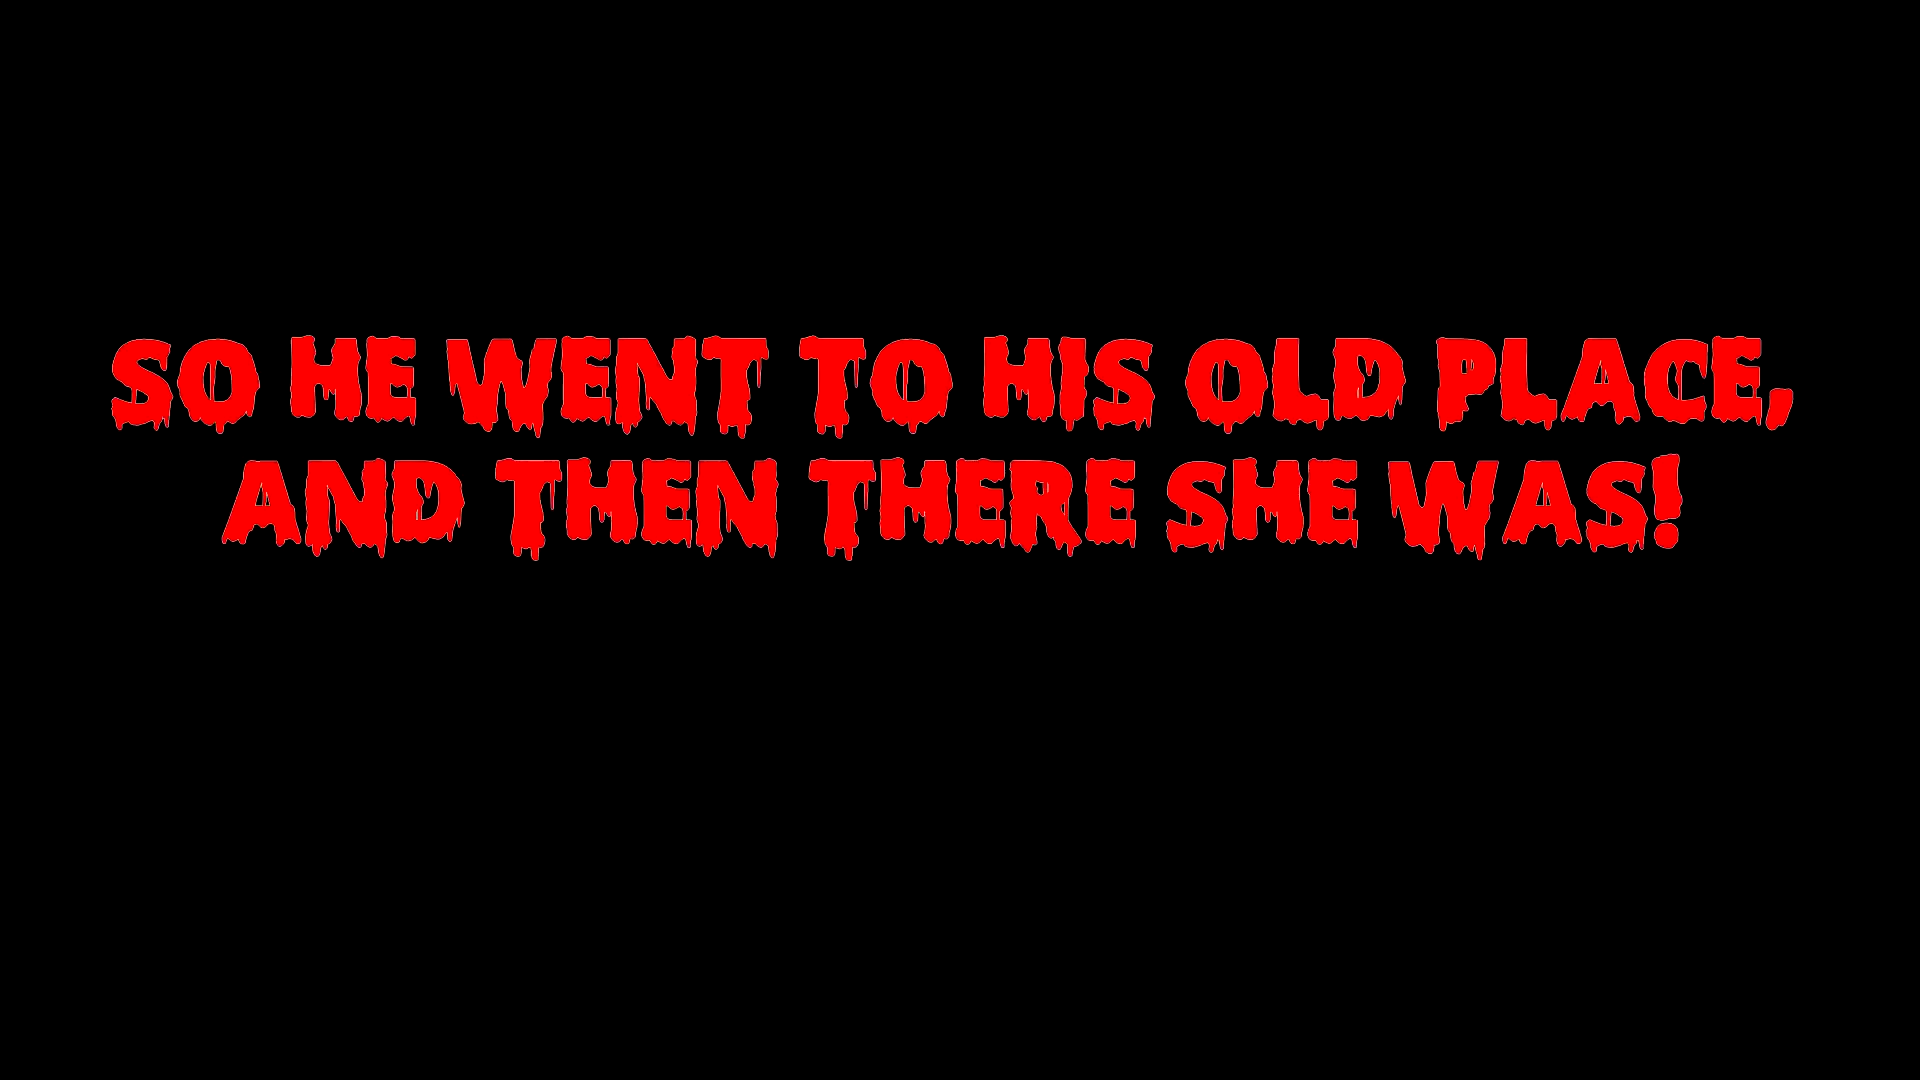 SO HE WENT TO HIS OLD PLACE,
AND THEN THERE SHE WAS!